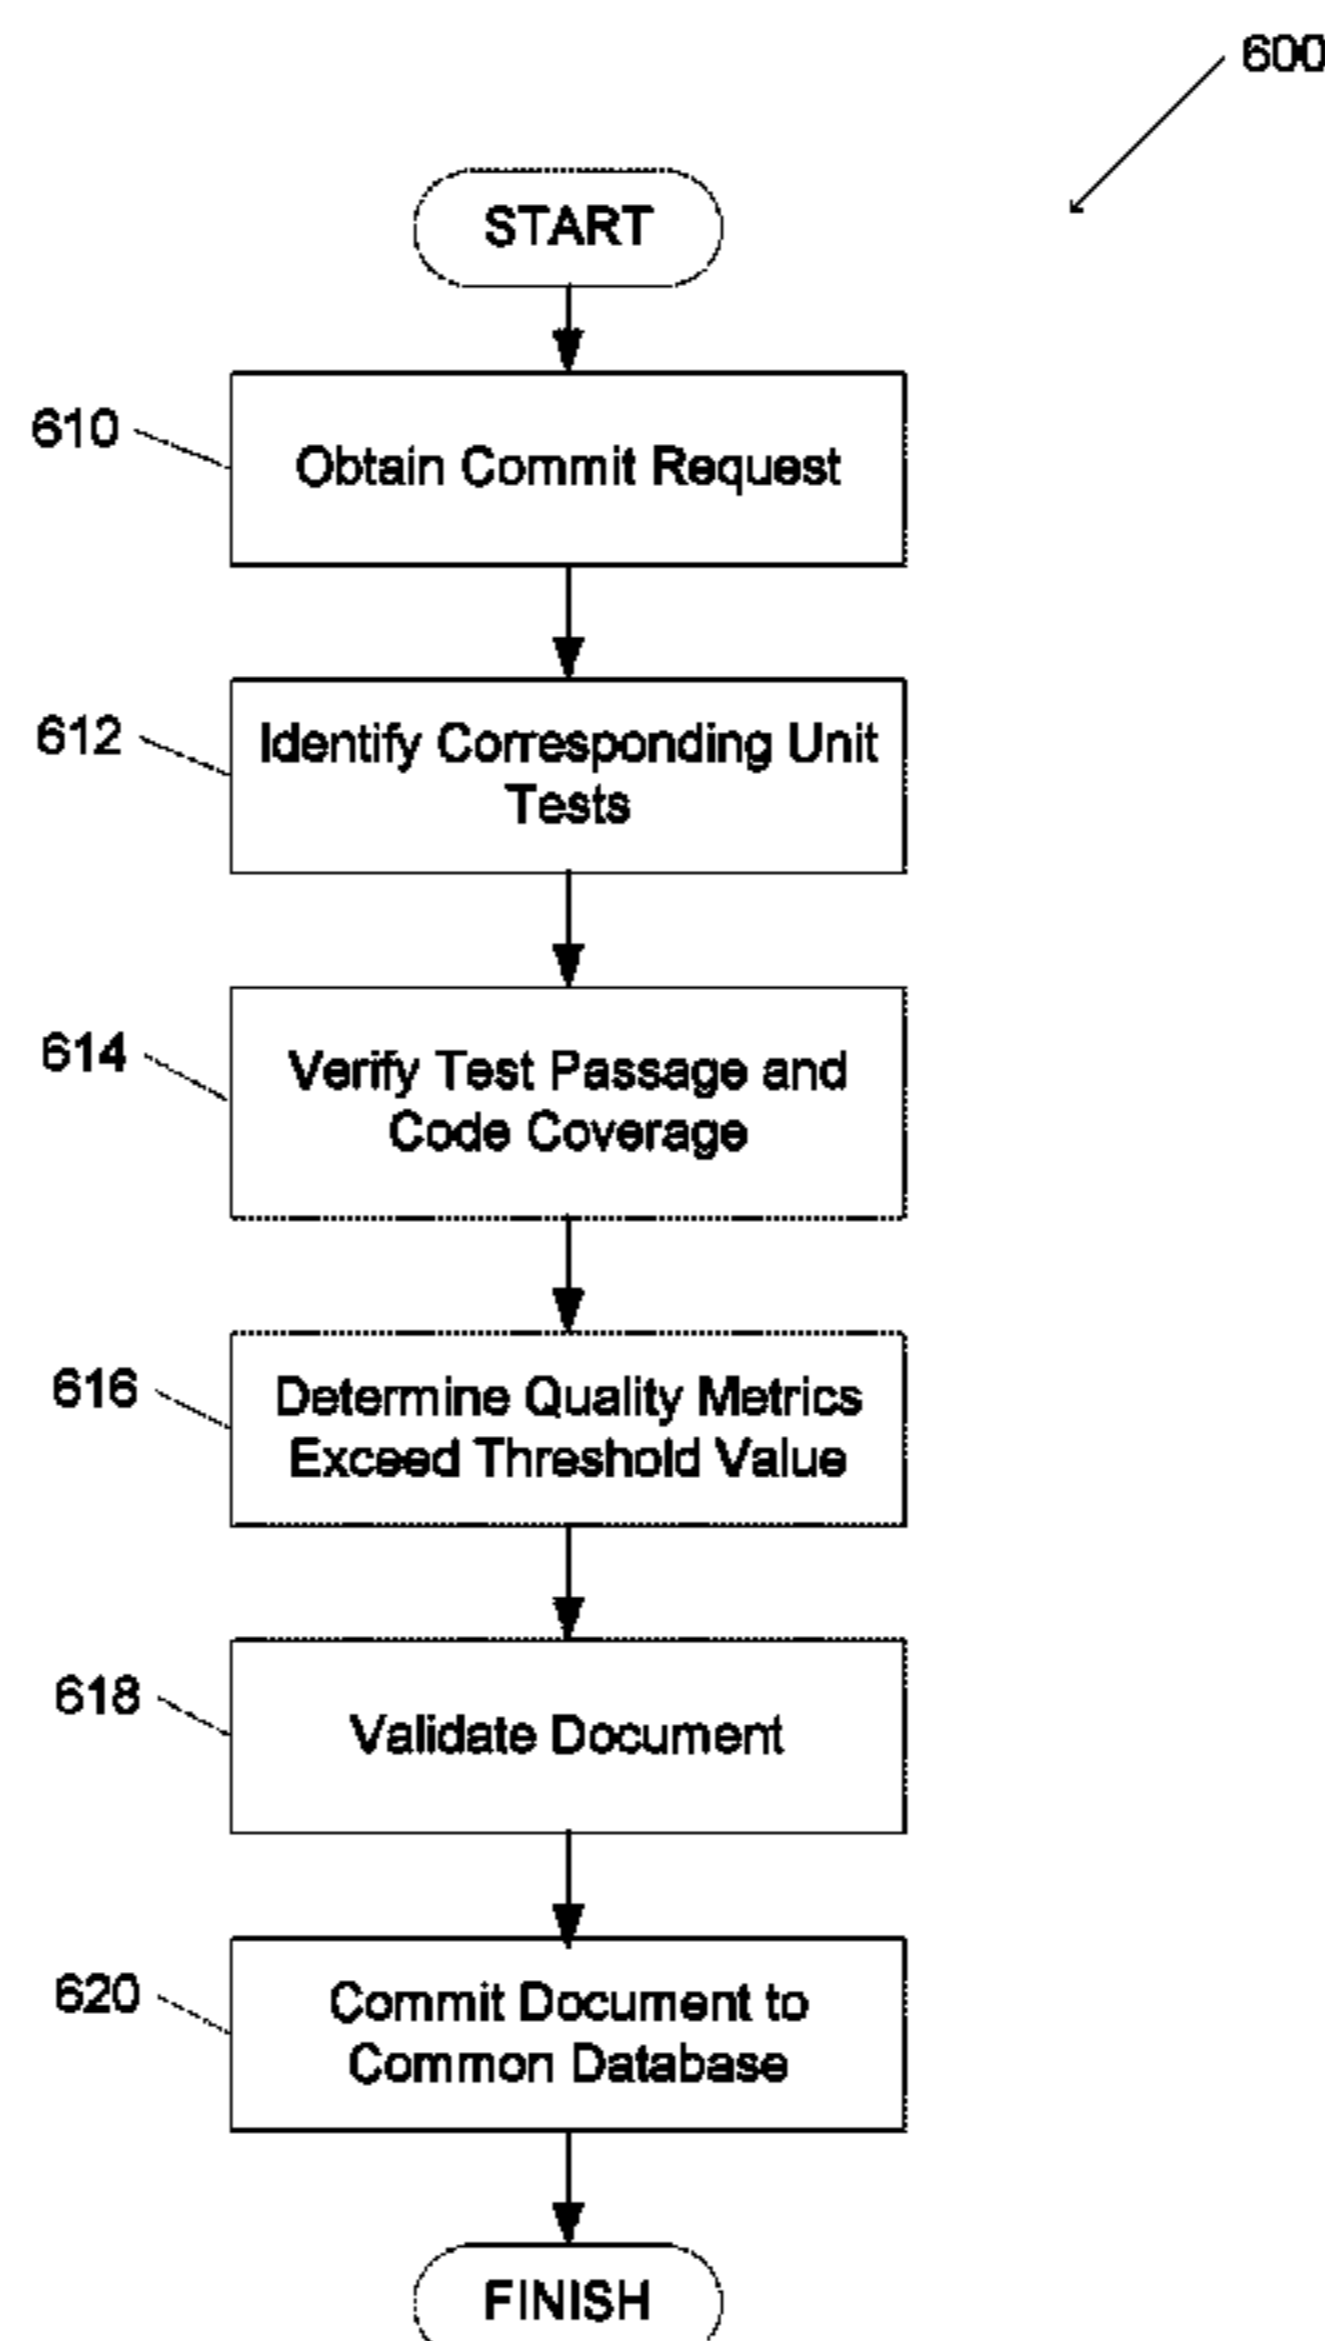 600
START
610
Obtain Commit Request
612
Identify Corresponding Unit
Tests
614
Verify Test Passage and
Code Coverage
616
Determine Quality Metrics
Exceed Threshold Value
618
Validate Document
620
Commit Document to
Common Database
FINISH